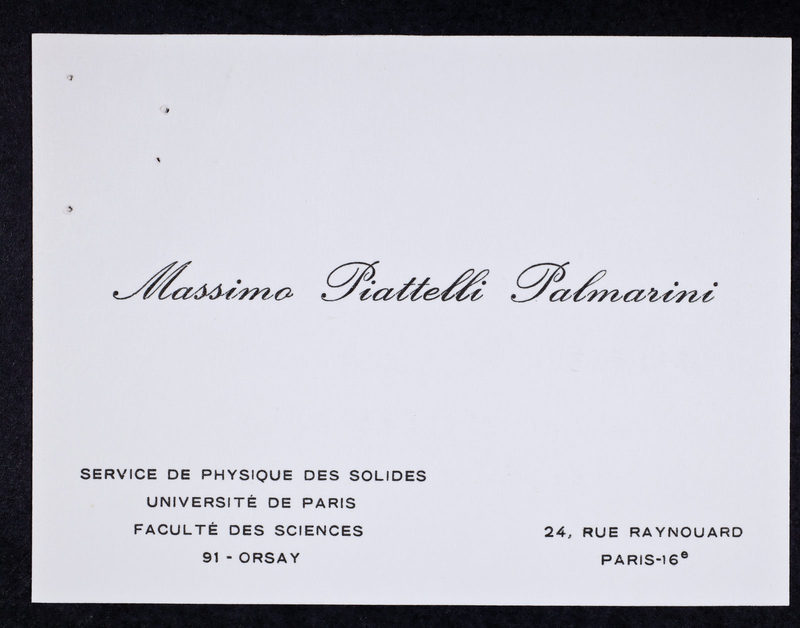 Massimo Piattelli Palmarini
SERVICE DE PHYSIQUE DES SOLIDES
UNIVERSITÉ DE PARIS
FACULTÉ DES SCIENCES
91 - ORSAY
24, RUE RAYNOUARD
PARIS-16e